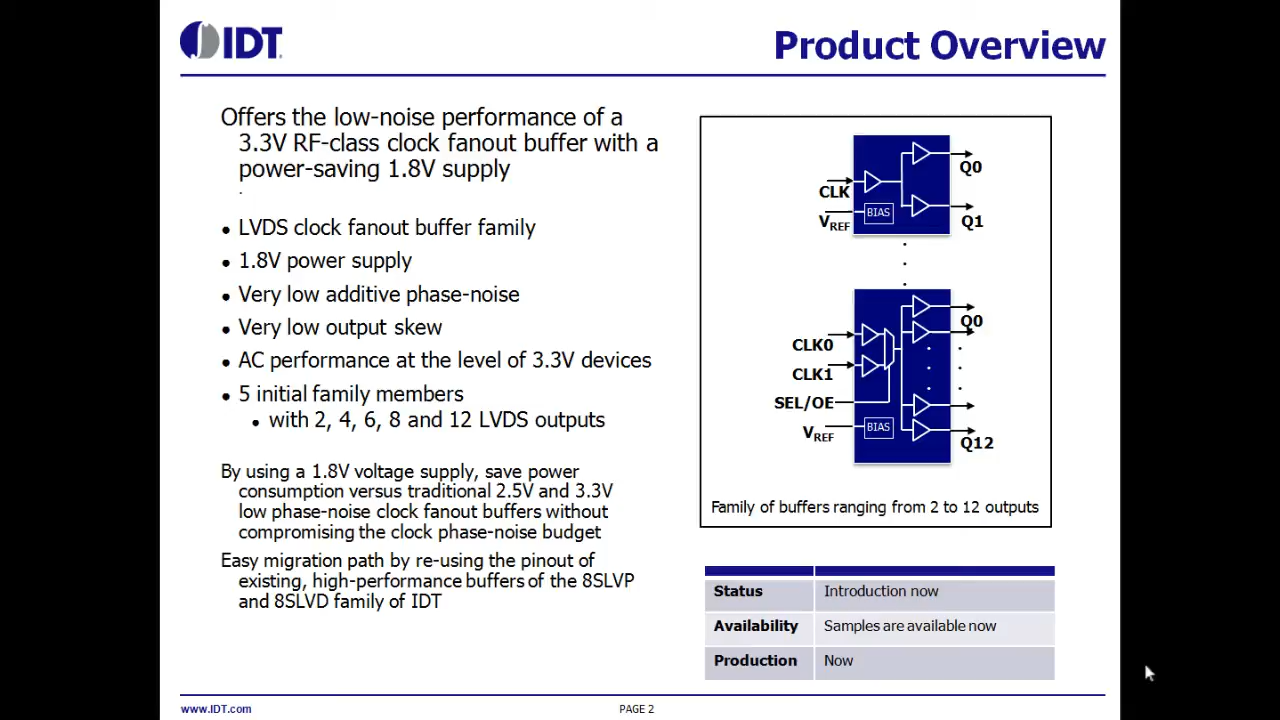 IDT.
Product Overview
Offers the low-noise performance of a
3.3V RF-class clock fanout buffer with a
power-saving 1.8V supply
.
• LVDS clock fanout buffer family
• 1.8V power supply
• Very low additive phase-noise
• Very low output skew
• AC performance at the level of 3.3V devices
• 5 initial family members
• with 2, 4, 6, 8 and 12 LVDS outputs
By using a 1.8V voltage supply, save power
consumption versus traditional 2.5V and 3.3V
low phase-noise clock fanout buffers without
compromising the clock phase-noise budget
Easy migration path by re-using the pinout of
existing, high-performance buffers of the 8SLVP
and 8SLVD family of IDT
Q0
CLK
BIAS
VREF
Q1
Q0
CLK0
CLK1
SEL/OE
BIAS
VREF
Q12
Family of buffers ranging from 2 to 12 outputs
Status Introduction now
Availability Samples are available now
Production Now
www.IDT.com
PAGE 2